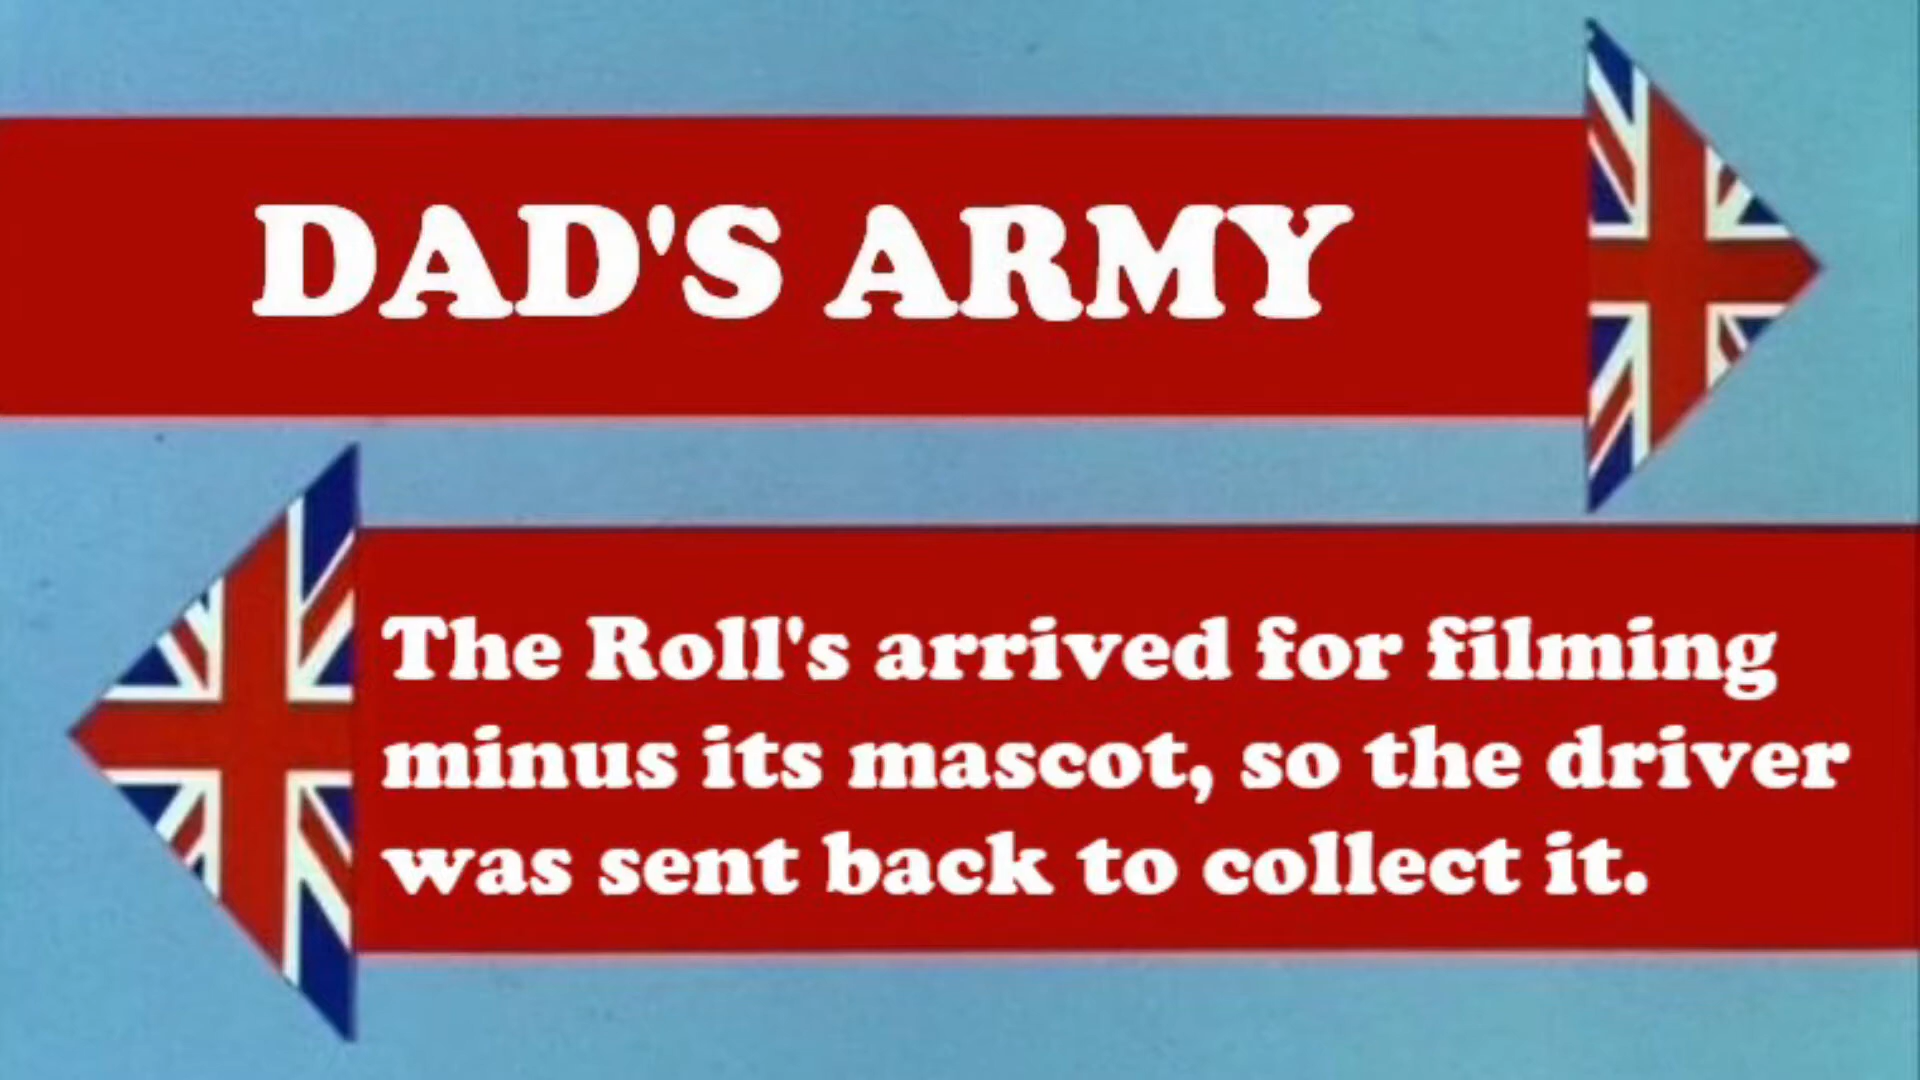 DAD'S ARMY
The Roll's arrived for filming
minus its mascot, so the driver
was sent back to collect it.